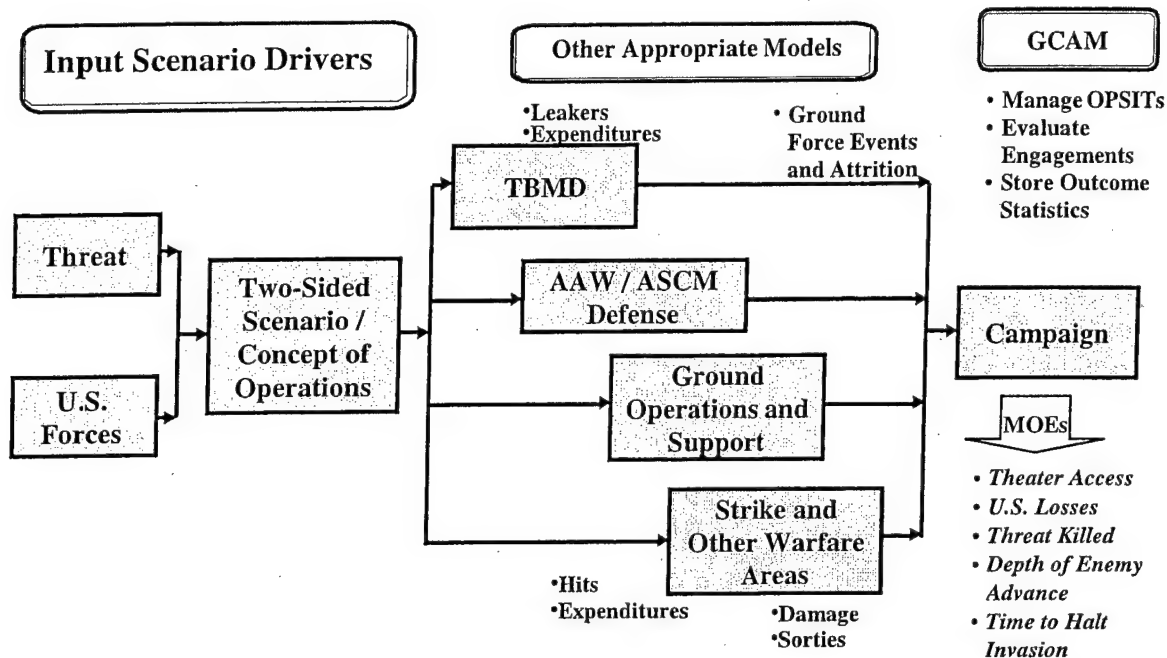 Input Scenario Drivers
Other Appropriate Models
GCAM
•Leakers
•Expenditures
• Ground
Force Events
and Attrition
• Manage OPSITs
• Evaluate
Engagements
• Store Outcome
Statistics
TBMD
Threat
U.S.
Forces
Two-Sided
Scenario /
Concept of
Operations
AAW / ASCM
Defense
Ground
Operations and
Support
Strike and
Other Warfare
Areas
•Hits
•Expenditures
•Damage
•Sorties
Campaign
MOEs
• Theater Access
• U.S. Losses
• Threat Killed
• Depth of Enemy
Advance
• Time to Halt
Invasion